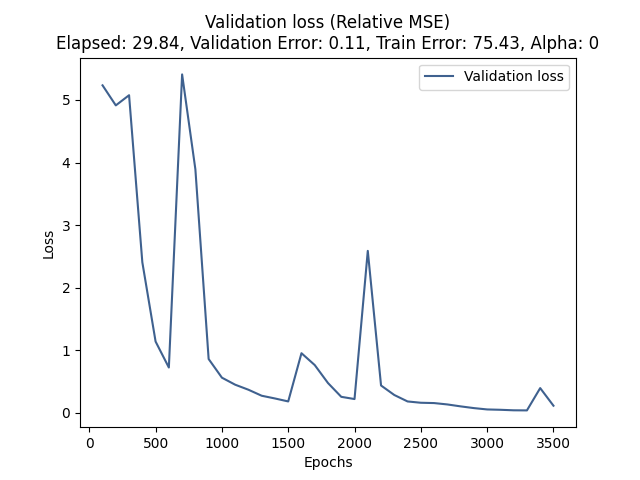 Validation loss (Relative MSE)
Elapsed: 29.84, Validation Error: 0.11, Train Error: 75.43, Alpha: 0
Validation loss
Loss
5
4
3
2
1
0
0 500 1000 1500 2000 2500 3000 3500
Epochs